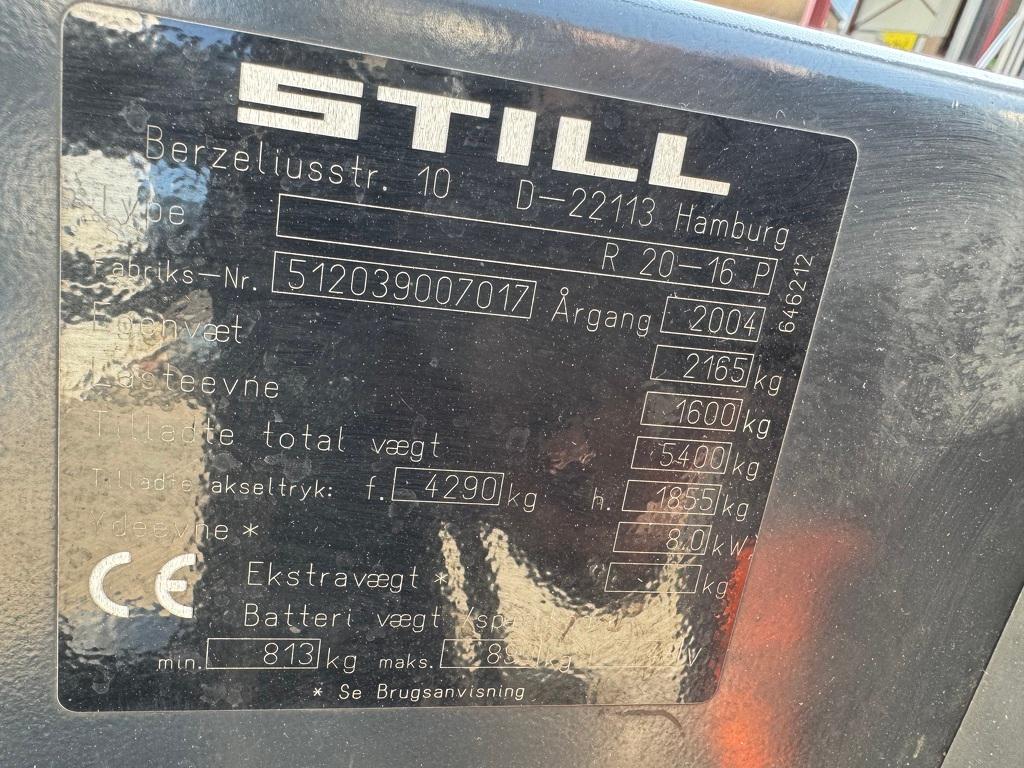 STILL
Berzeliusstr. 10 D-22113 Hamburg
Type R 20-16 P
Fabriks-Nr. 512039007017 Årgang 2004
Egenvæt 2165 kg
Lasteevne 1600 kg
Tilladte total vægt 5400 kg
Tilladte akseltryk: f. 4290 kg h. 1855 kg
Ydeevne * 8.0 kW
Ekstravægt * - kg
Batteri vægt
min. 813 kg maks. kg V
* Se Brugsanvisning
CE
646212